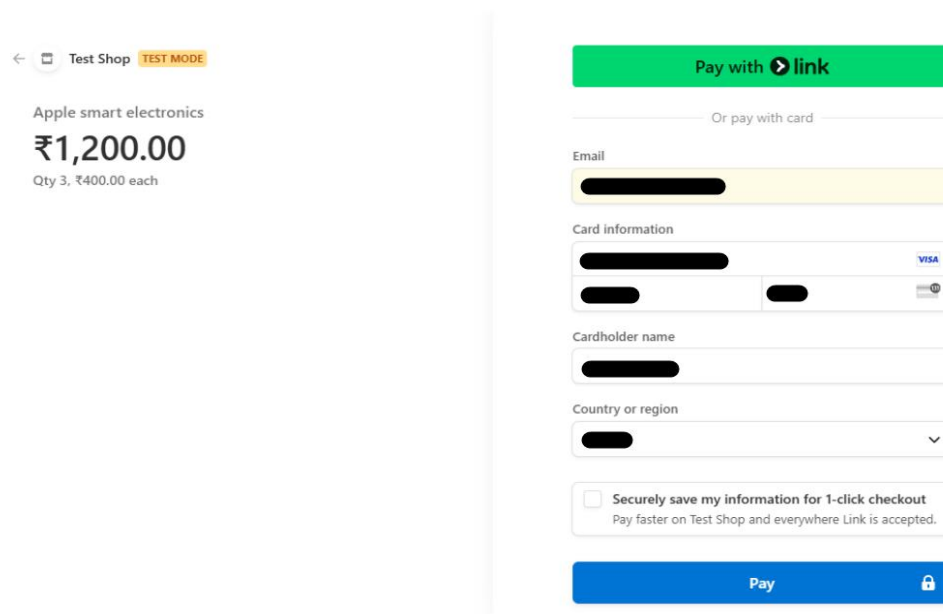 Test Shop TEST MODE
Apple smart electronics
₹1,200.00
Qty 3, ₹400.00 each
Pay with link
Or pay with card
Email
Card information
VISA
Cardholder name
Country or region
Securely save my information for 1-click checkout
Pay faster on Test Shop and everywhere Link is accepted.
Pay